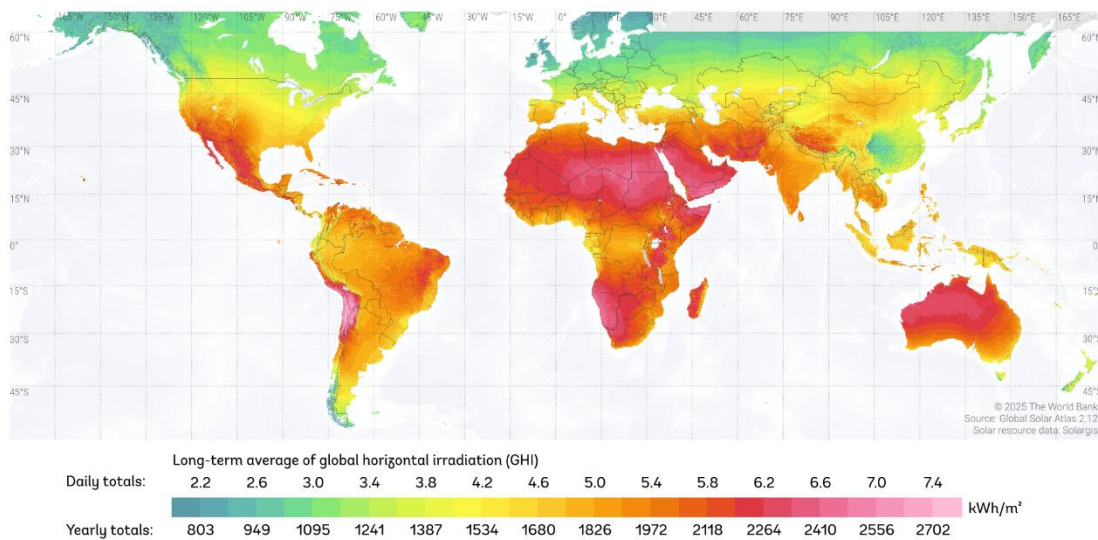 165°W 150°W 135°W 120°W 105°W 90°W 75°W 60°W 45°W 30°W 15°W 0° 15°E 30°E 45°E 60°E 75°E 90°E 105°E 120°E 135°E 150°E 165°E
60°N 60°N
45°N 45°N
30°N 30°N
15°N 15°N
0° 0
15°S 15°S
30°S 30°S
45°S 45°S
© 2025 The World Bank
Source: Global Solar Atlas 2.12
Solar resource data: Solargis
Long-term average of global horizontal irradiation (GHI)
Daily totals: 2.2 2.6 3.0 3.4 3.8 4.2 4.6 5.0 5.4 5.8 6.2 6.6 7.0 7.4
kWh/m²
Yearly totals: 803 949 1095 1241 1387 1534 1680 1826 1972 2118 2264 2410 2556 2702